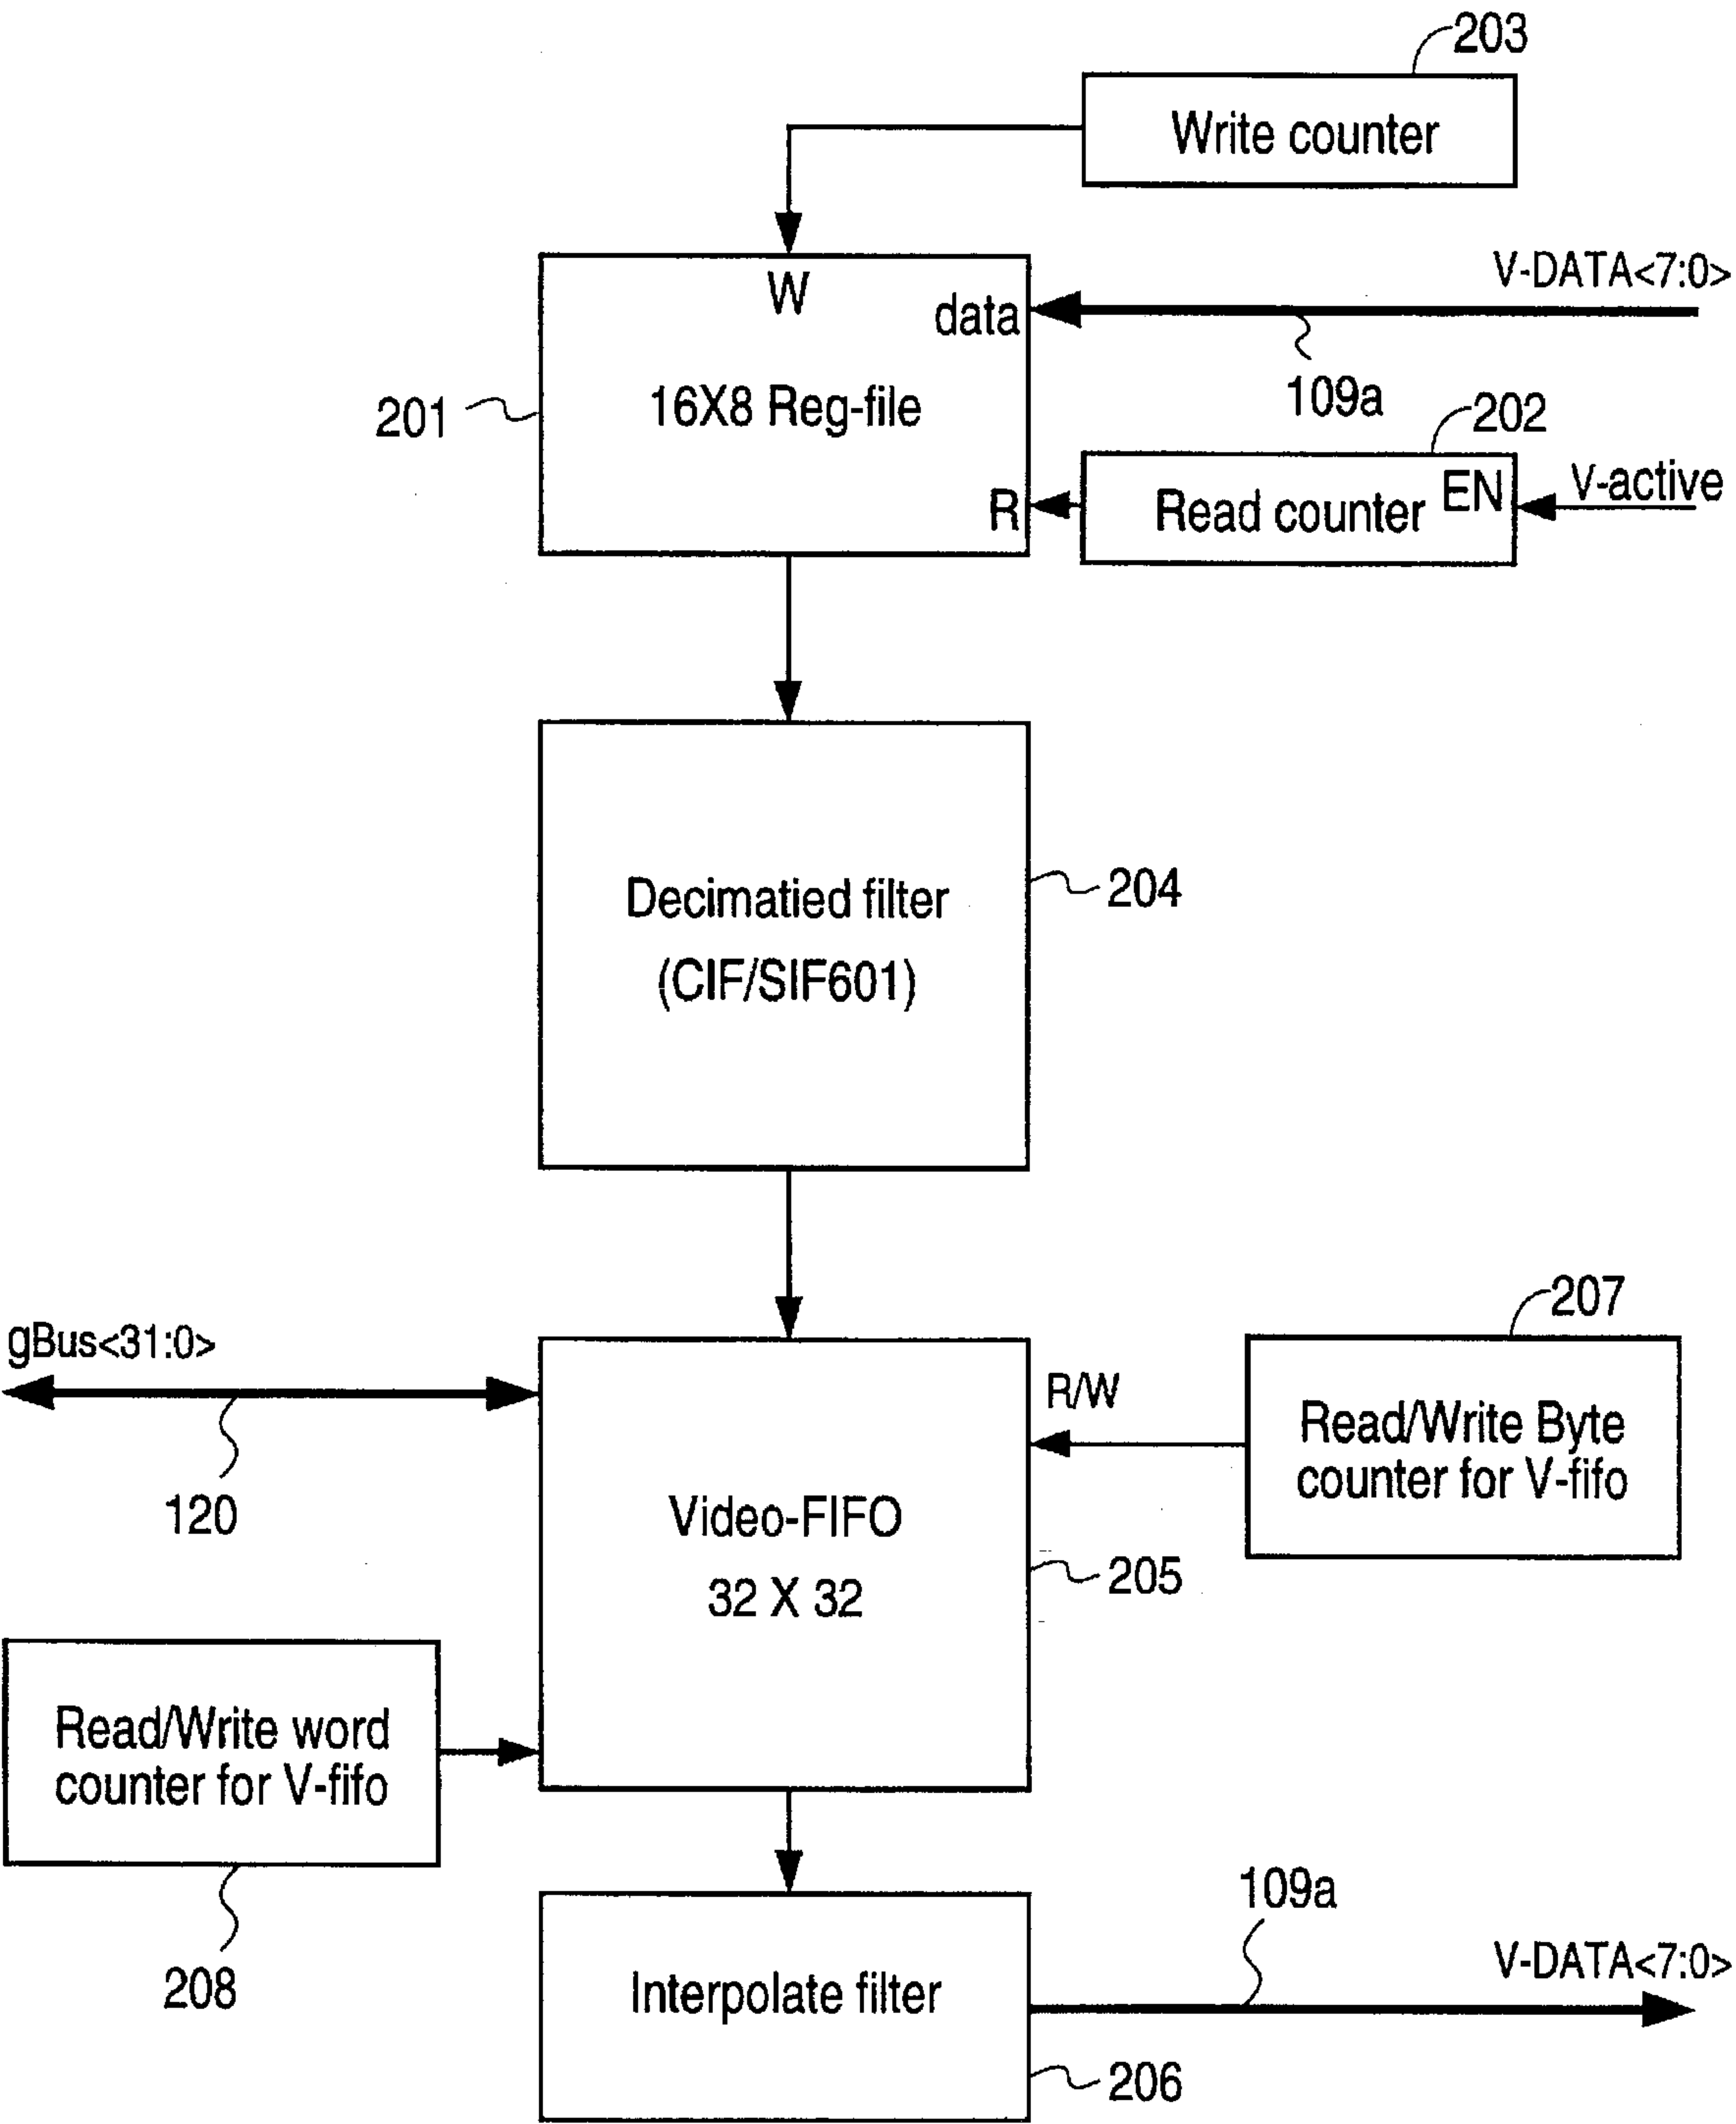 203
Write counter
V-DATA<7:0>
W
data
109a
201
16X8 Reg-file
202
R
Read counter
EN
V-active
Decimatied filter
(CIF/SIF601)
204
207
gBus<31:0>
R/W
Read/Write Byte
counter for V-fifo
120
Video-FIFO
32 X 32
205
Read/Write word
counter for V-fifo
208
109a
V-DATA<7:0>
Interpolate filter
206